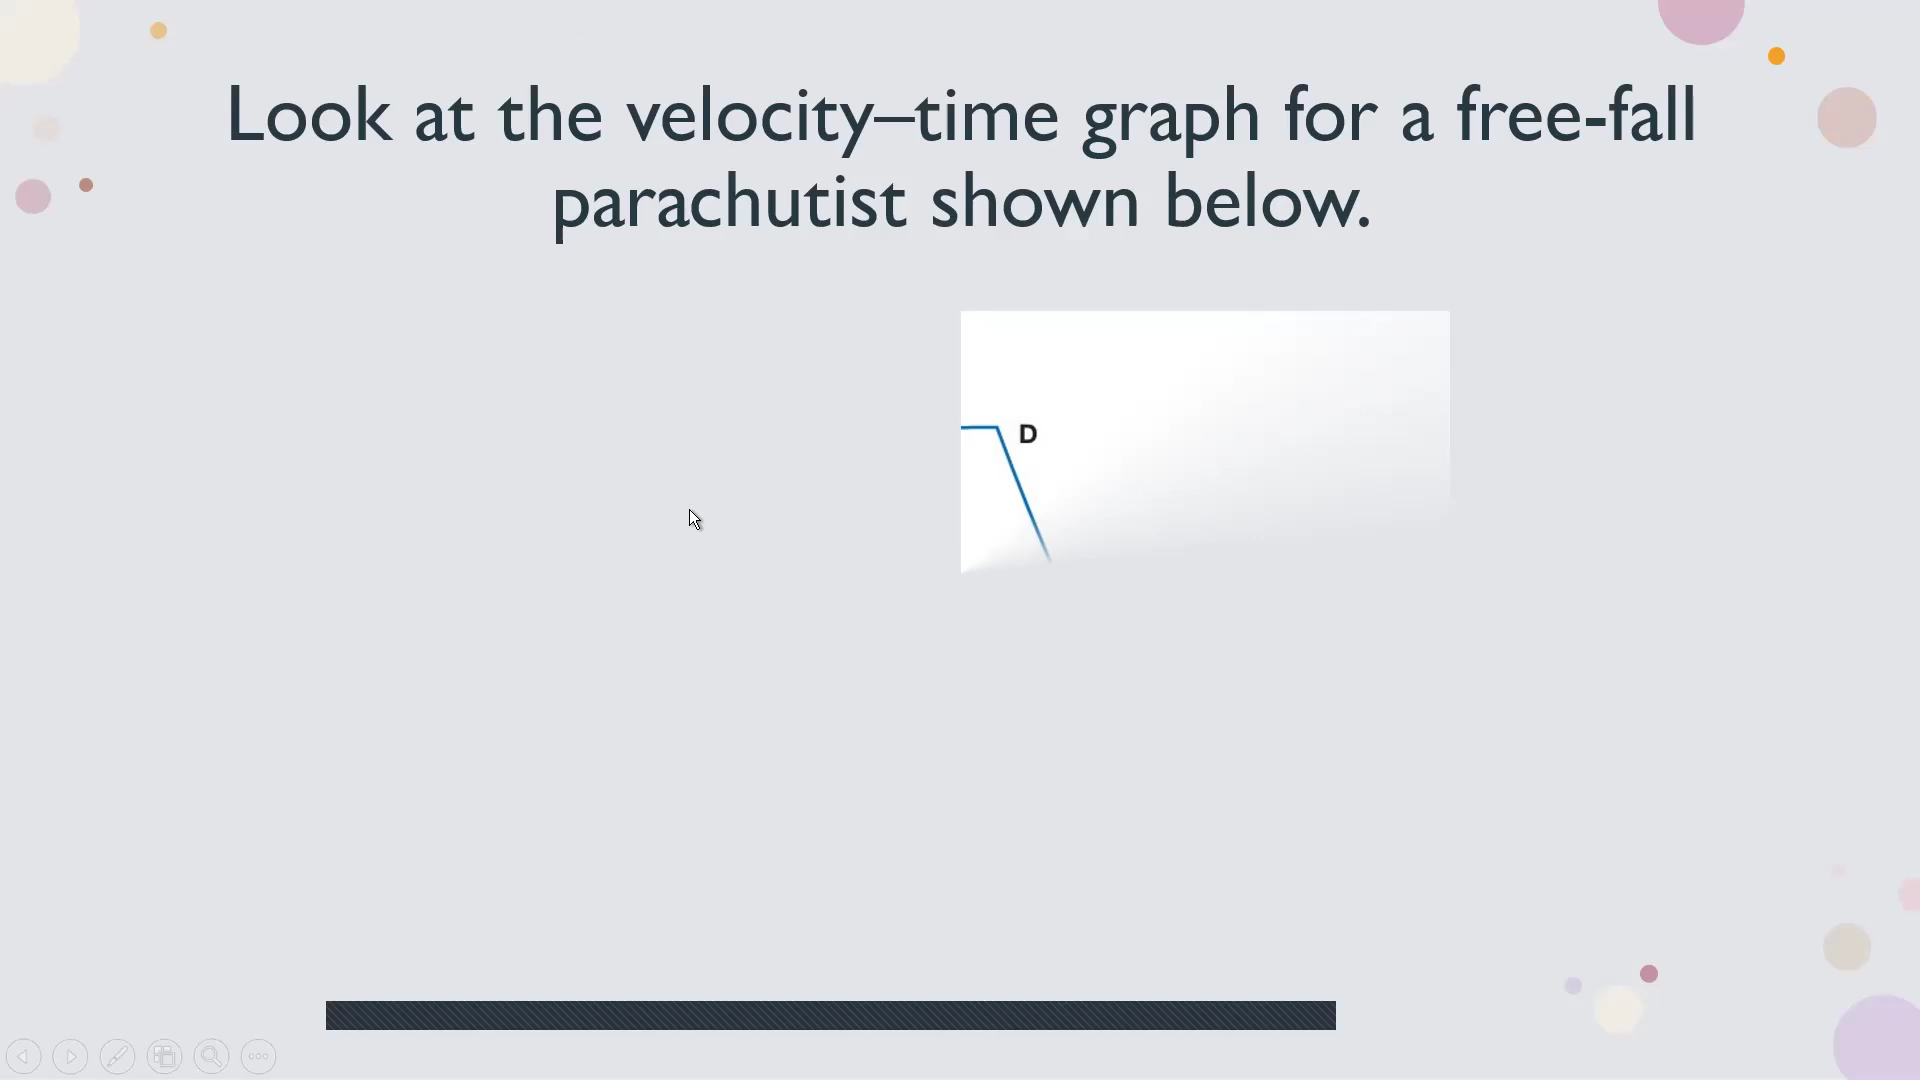 Look at the velocity–time graph for a free-fall
parachutist shown below.
D